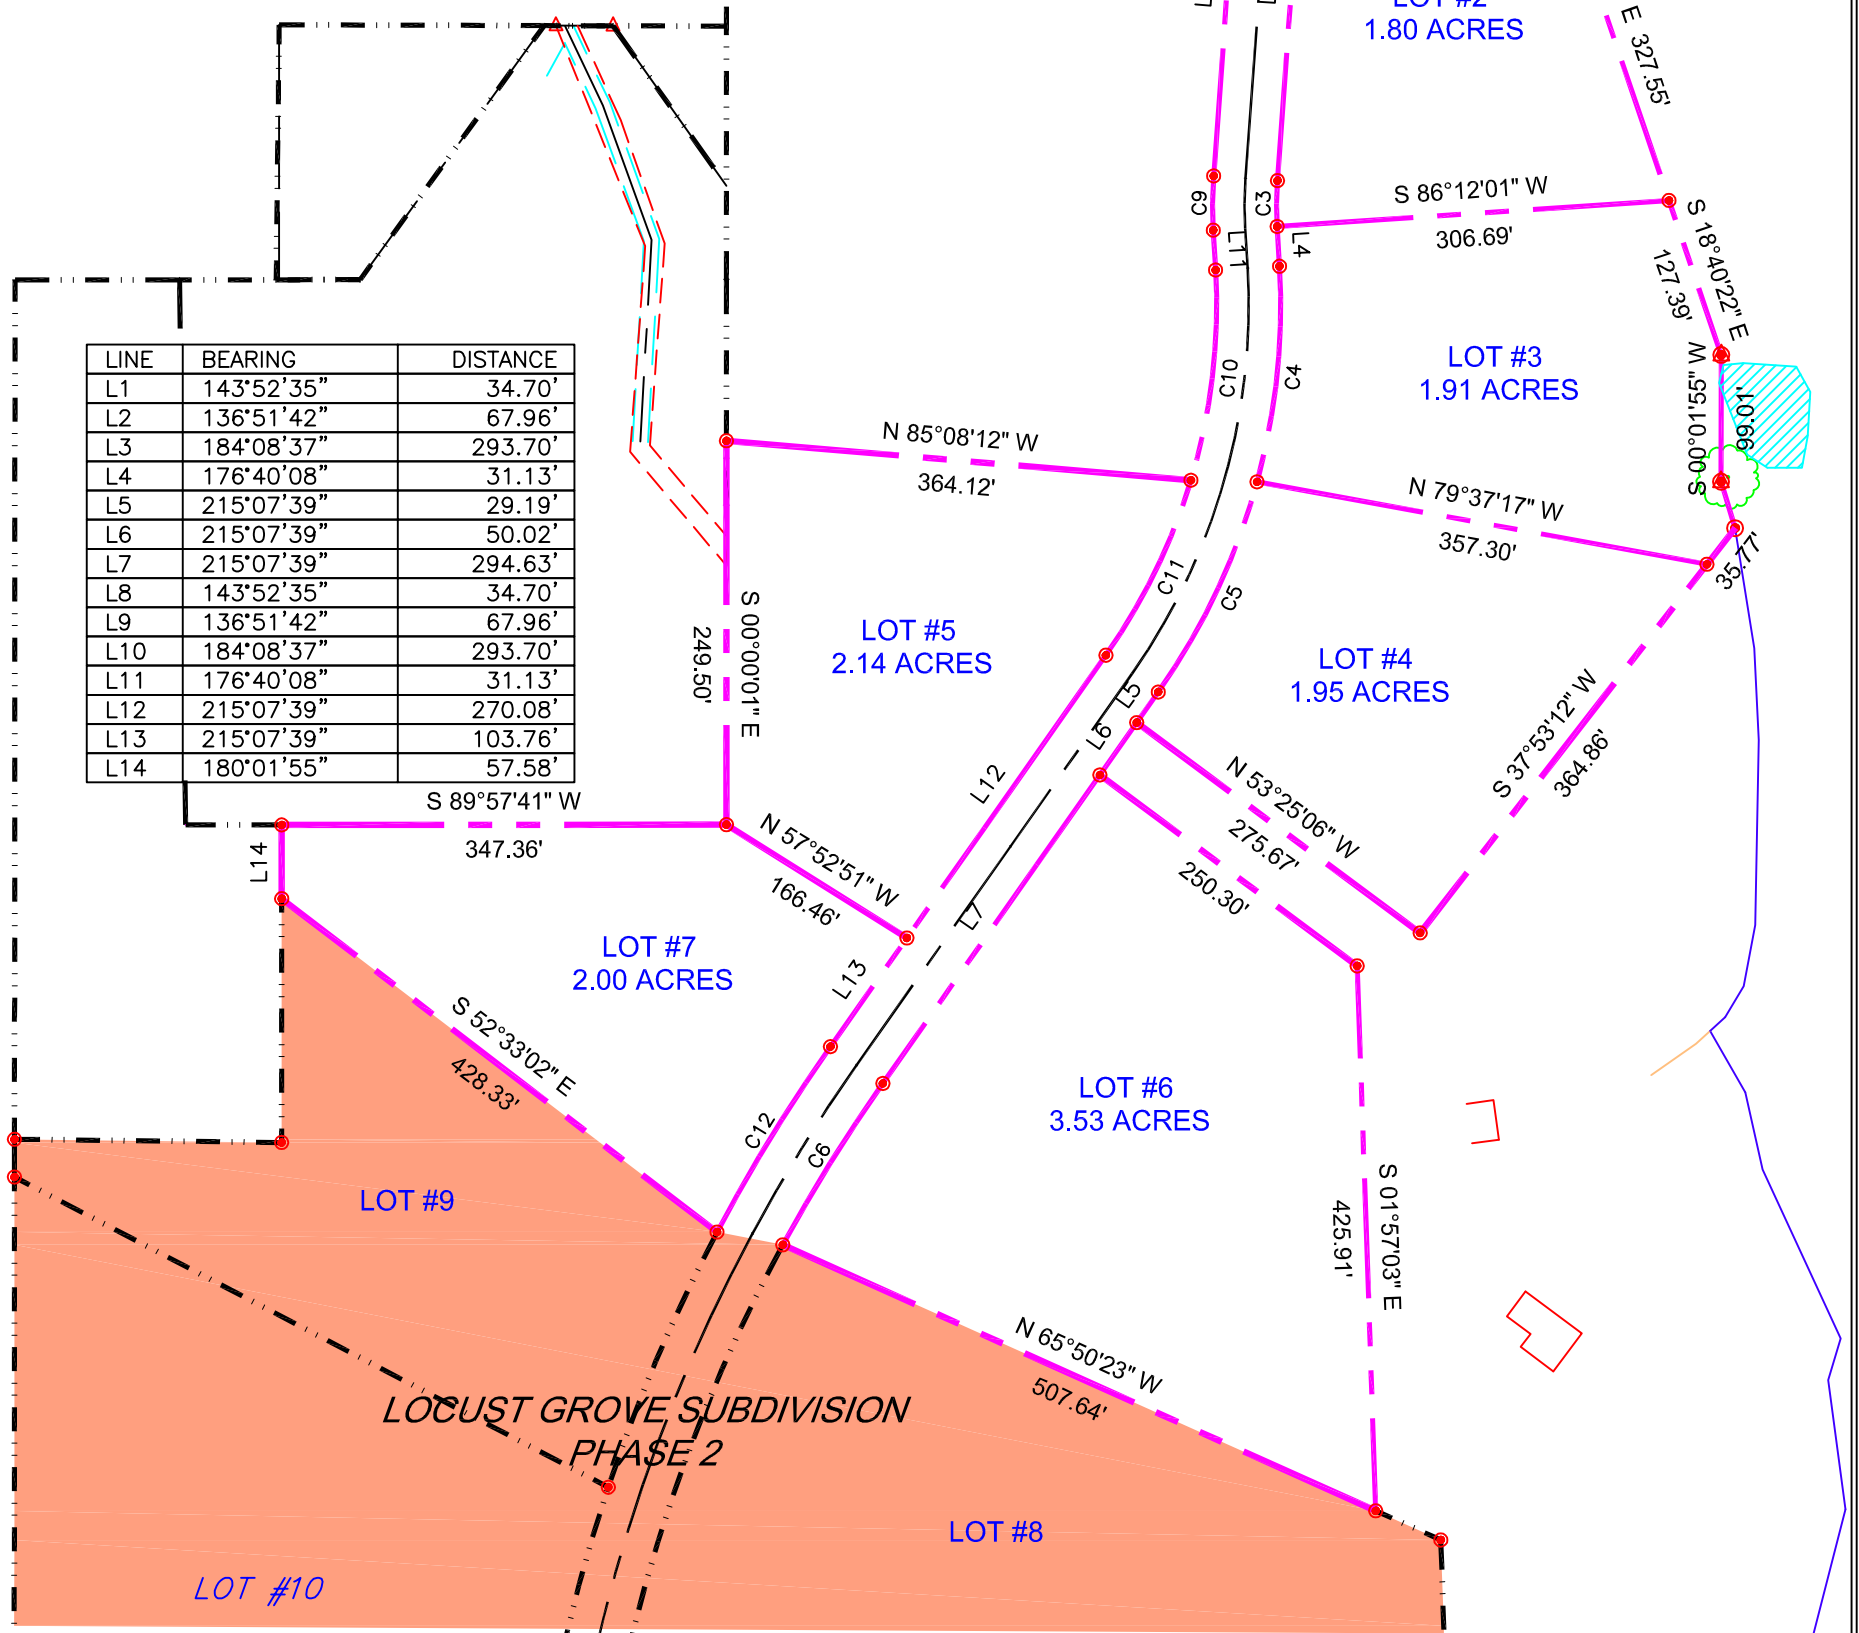 LOT #2
1.80 ACRES
E 327.55'
S 86°12'01" W
306.69'
C9
C3
L11
L4
S 18°40'22" E
127.39'
LINE BEARING DISTANCE
L1 143°52'35" 34.70'
L2 136°51'42" 67.96'
L3 184°08'37" 293.70'
L4 176°40'08" 31.13'
L5 215°07'39" 29.19'
L6 215°07'39" 50.02'
L7 215°07'39" 294.63'
L8 143°52'35" 34.70'
L9 136°51'42" 67.96'
L10 184°08'37" 293.70'
L11 176°40'08" 31.13'
L12 215°07'39" 270.08'
L13 215°07'39" 103.76'
L14 180°01'55" 57.58'
LOT #3
1.91 ACRES
C10
C4
S 00°01'55" W
99.01'
N 85°08'12" W
364.12'
N 79°37'17" W
357.30'
35.77'
C11
C5
S 00°00'01" E
249.50'
LOT #5
2.14 ACRES
LOT #4
1.95 ACRES
L5
L6
S 37°53'12" W
364.86'
L12
N 53°25'06" W
275.67'
250.30'
S 89°57'41" W
347.36'
L14
N 57°52'51" W
166.46'
L7
LOT #7
2.00 ACRES
L13
S 52°33'02" E
428.33'
C12
C6
LOT #6
3.53 ACRES
S 01°57'03" E
425.91'
LOT #9
N 65°50'23" W
507.64'
LOCUST GROVE SUBDIVISION
PHASE 2
LOT #8
LOT #10